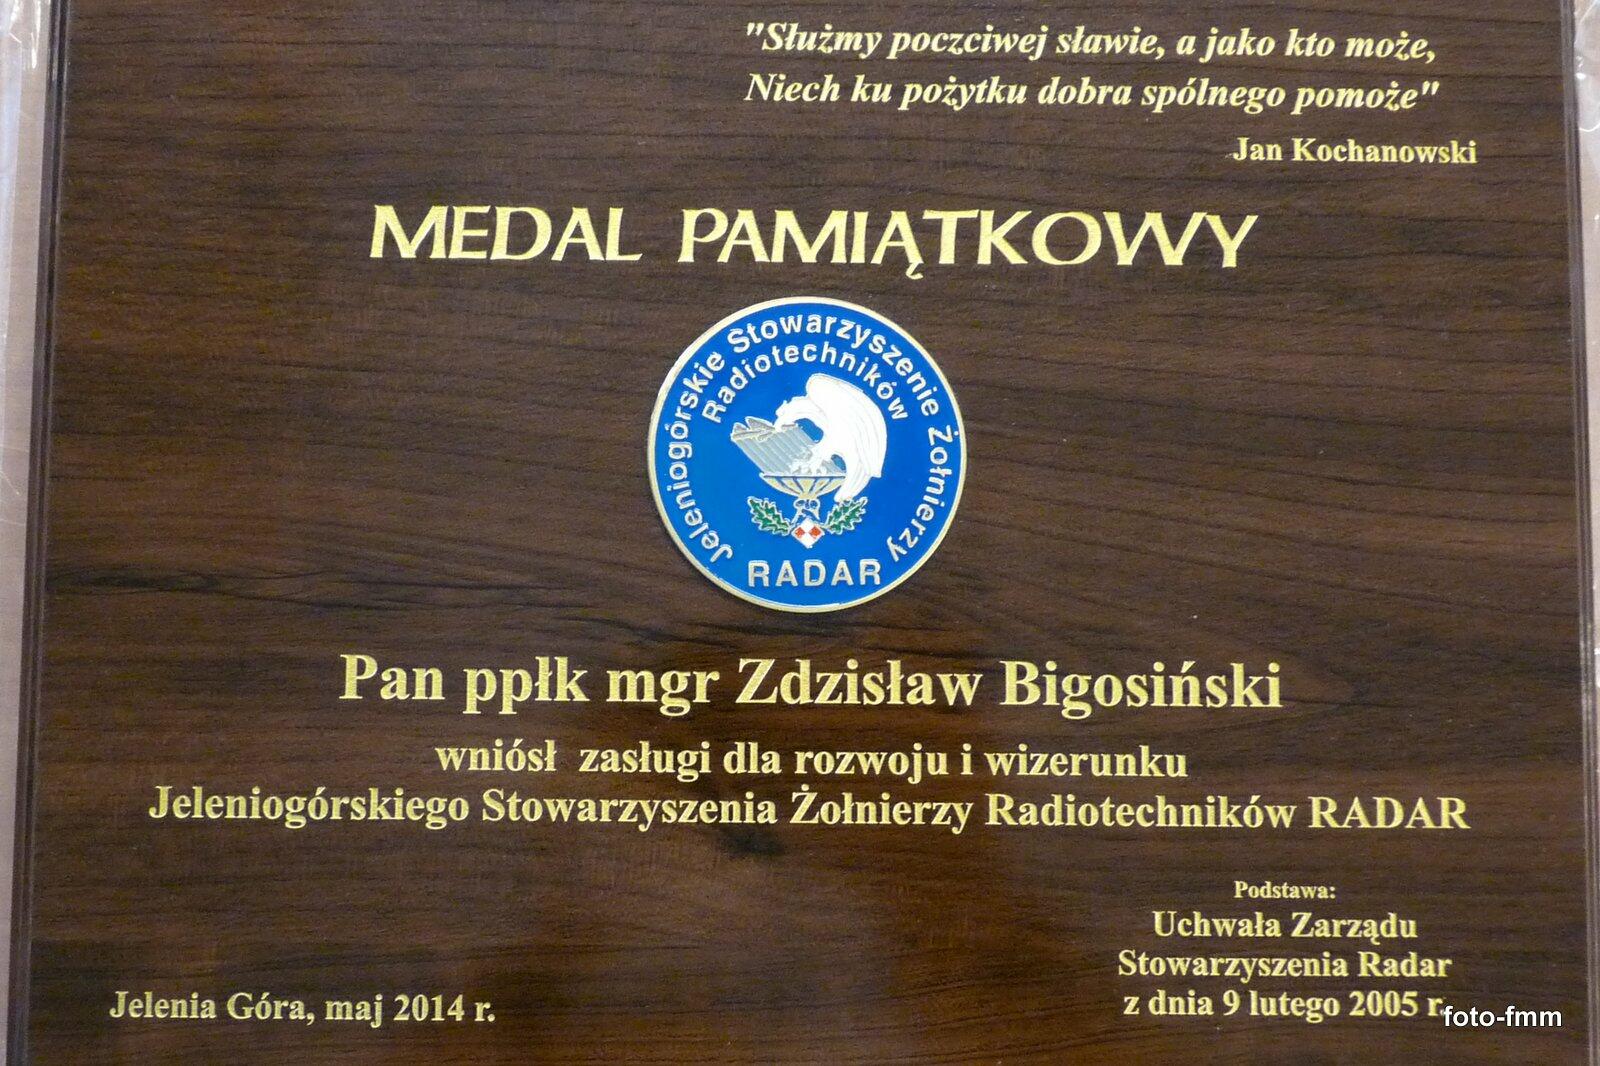 "Służmy poczciwej sławie, a jako kto może,
Niech ku pożytku dobra spólnego pomoże"
Jan Kochanowski
MEDAL PAMIĄTKOWY
Jeleniogórskie Stowarzyszenie Żołnierzy
Radiotechników
RADAR
Pan ppłk mgr Zdzisław Bigosiński
wniósł zasługi dla rozwoju i wizerunku
Jeleniogórskiego Stowarzyszenia Żołnierzy Radiotechników RADAR
Podstawa:
Uchwała Zarządu
Stowarzyszenia Radar
z dnia 9 lutego 2005 r.
Jelenia Góra, maj 2014 r.
foto-fmm